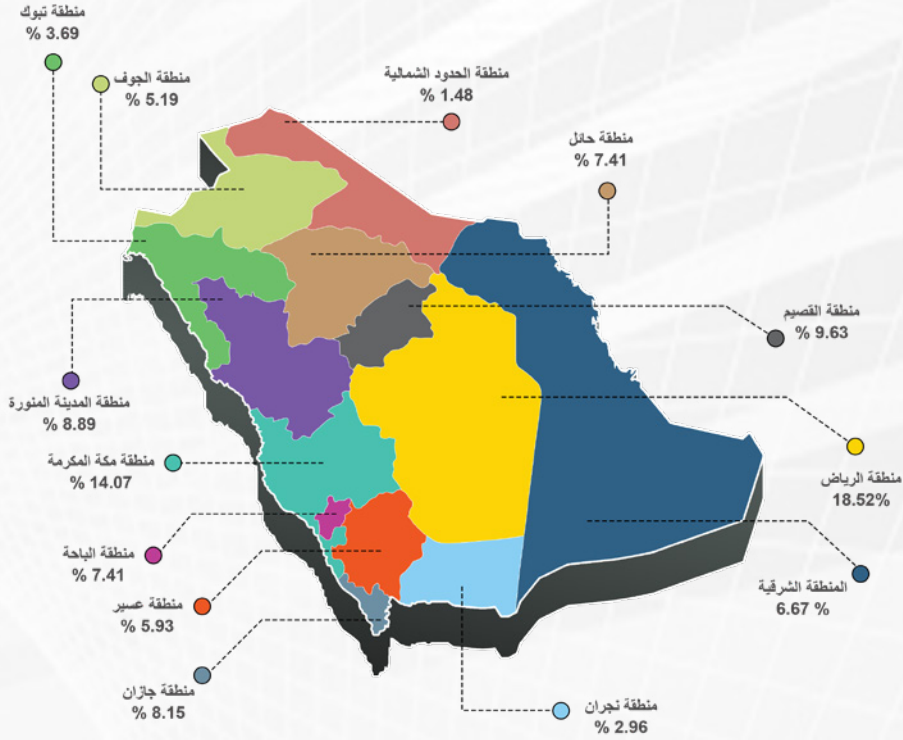 منطقة تبوك
% 3.69
منطقة الجوف
% 5.19
منطقة الحدود الشمالية
% 1.48
منطقة حائل
% 7.41
منطقة القصيم
% 9.63
منطقة المدينة المنورة
% 8.89
منطقة مكة المكرمة
% 14.07
منطقة الرياض
18.52%
منطقة الباحة
% 7.41
المنطقة الشرقية
6.67 %
منطقة عسير
% 5.93
منطقة جازان
% 8.15
منطقة نجران
% 2.96